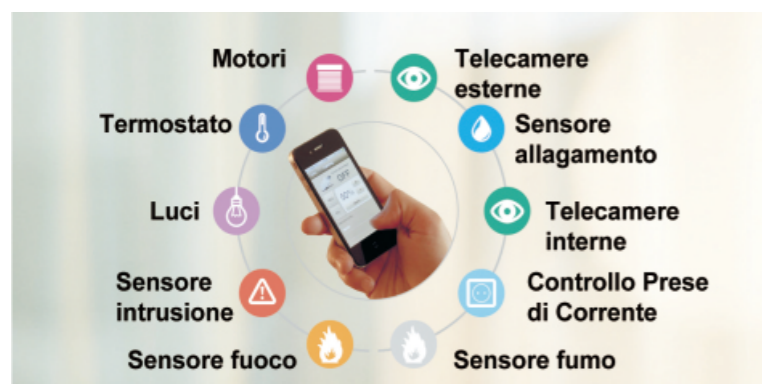 Motori
Telecamere
esterne
Termostato
Sensore
allagamento
Luci
Telecamere
interne
Sensore
intrusione
Controllo Prese
di Corrente
Sensore fuoco
Sensore fumo
OFF